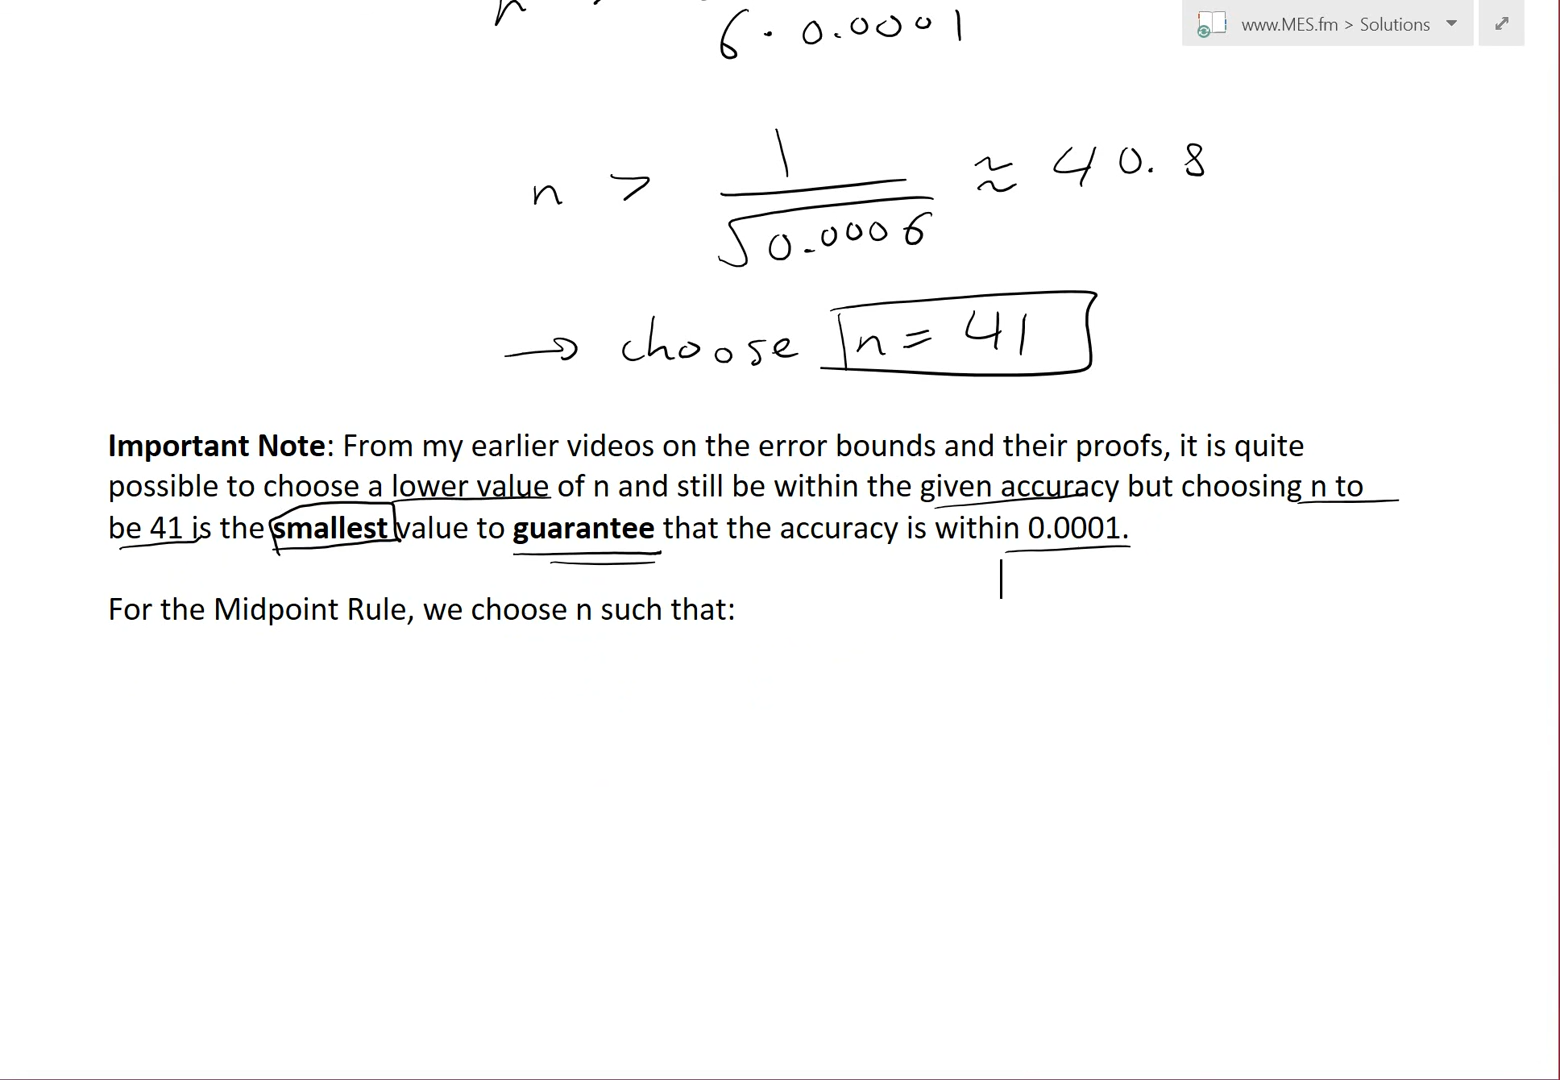 www.MES.fm > Solutions
6 · 0.0001
n > 1 / √0.0006 ≈ 40.8
→ choose n = 41
Important Note: From my earlier videos on the error bounds and their proofs, it is quite
possible to choose a lower value of n and still be within the given accuracy but choosing n to
be 41 is the smallest value to guarantee that the accuracy is within 0.0001.
For the Midpoint Rule, we choose n such that: